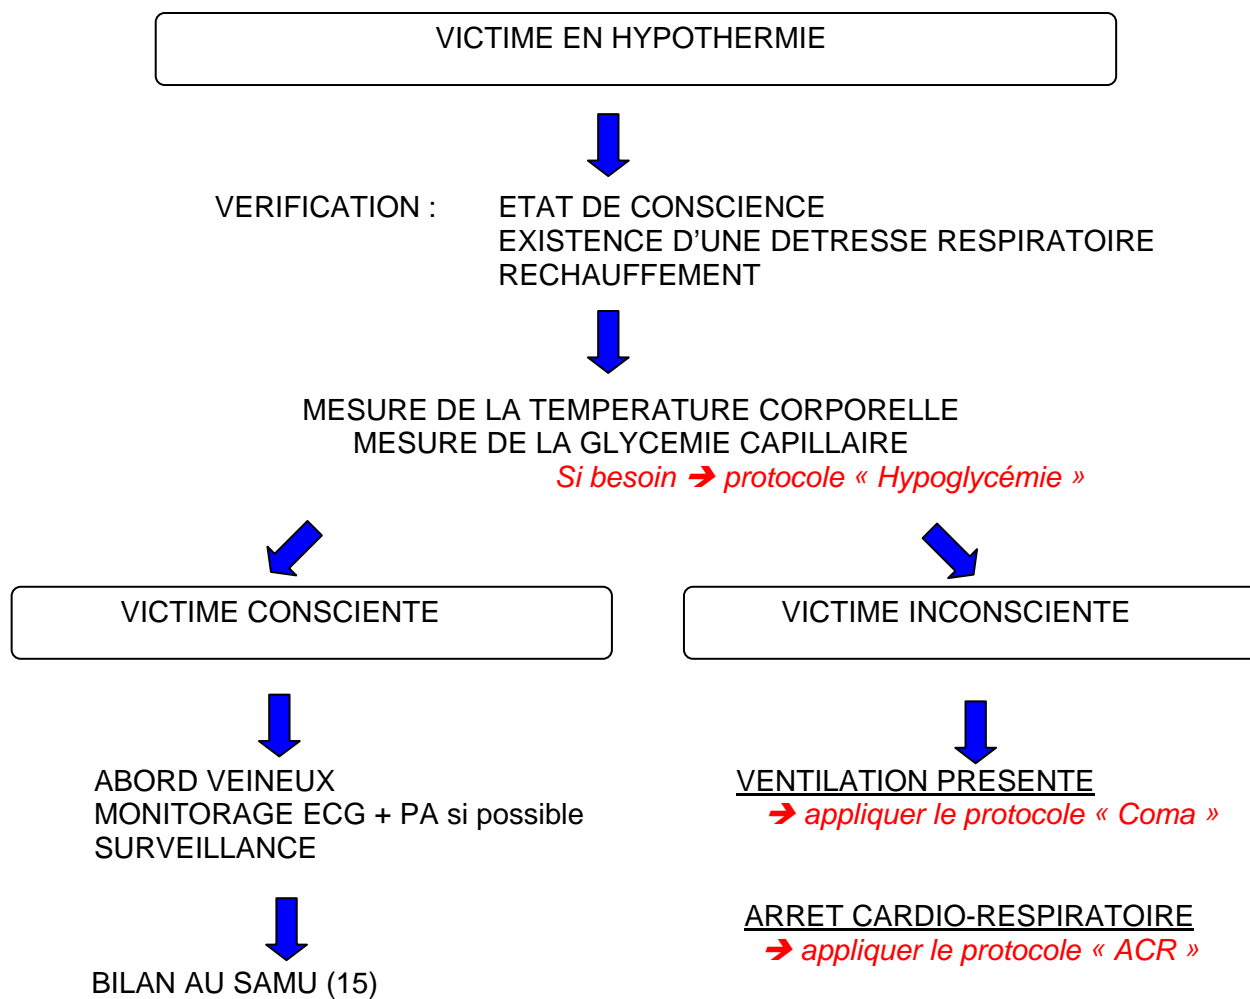 VICTIME EN HYPOTHERMIE
VERIFICATION : ETAT DE CONSCIENCE
EXISTENCE D'UNE DETRESSE RESPIRATOIRE
RECHAUFFEMENT
MESURE DE LA TEMPERATURE CORPORELLE
MESURE DE LA GLYCEMIE CAPILLAIRE
Si besoin ➔ protocole « Hypoglycémie »
VICTIME CONSCIENTE
ABORD VEINEUX
MONITORAGE ECG + PA si possible
SURVEILLANCE
BILAN AU SAMU (15)
VICTIME INCONSCIENTE
VENTILATION PRESENTE
➔ appliquer le protocole « Coma »
ARRET CARDIO-RESPIRATOIRE
➔ appliquer le protocole « ACR »